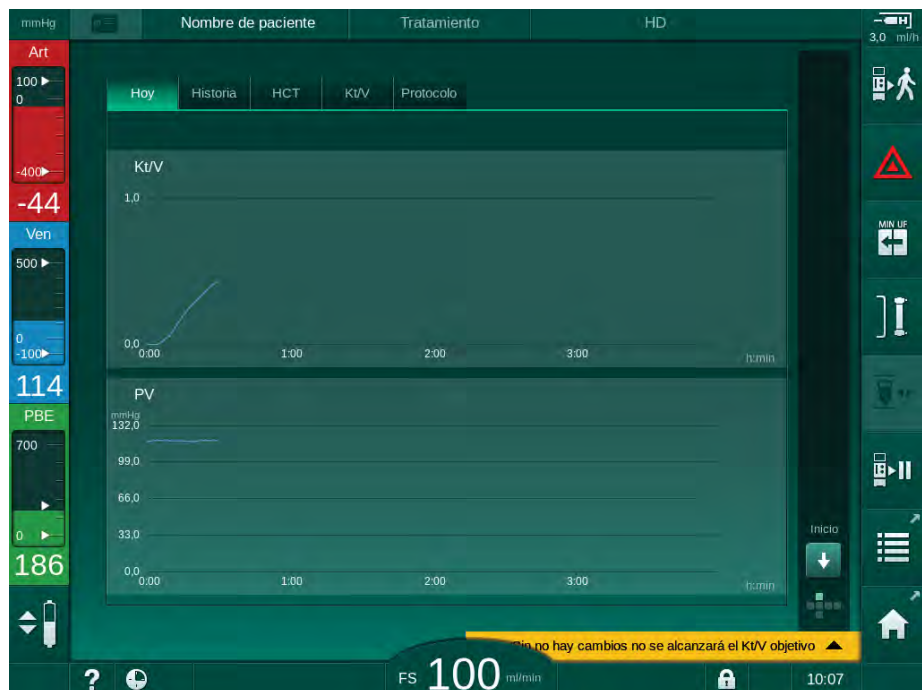 mmHg
Nombre de paciente
Tratamiento
HD
3,0 ml/h
Art
100
0
-400
-44
Ven
500
0
-100
114
PBE
700
0
186
Hoy
Historia
HCT
Kt/V
Protocolo
Kt/V
1,0
0,0
0:00
1:00
2:00
3:00
h:min
PV
mmHg
132,0
99,0
66,0
33,0
0,0
0:00
1:00
2:00
3:00
h:min
MIN UF
Inicio
no hay cambios no se alcanzará el Kt/V objetivo
?
FS 100 ml/min
10:07